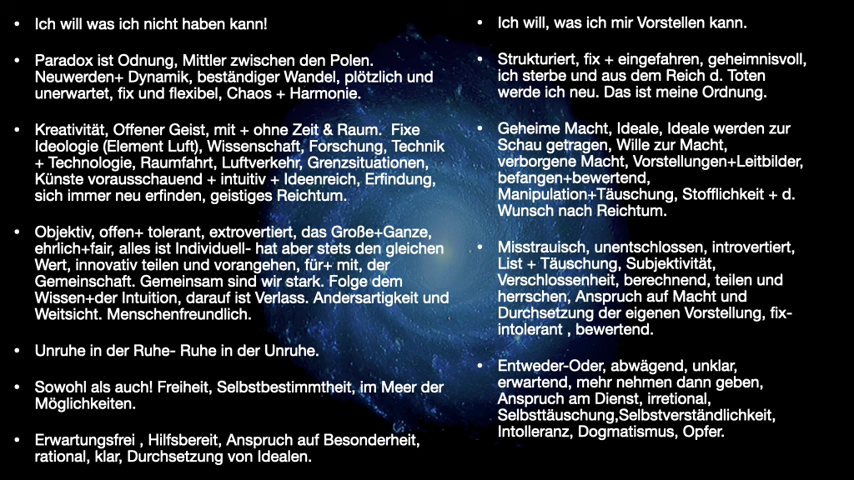 • Ich will was ich nicht haben kann!
• Paradox ist Odnung, Mittler zwischen den Polen.
Neuwerden+ Dynamik, beständiger Wandel, plötzlich und
unerwartet, fix und flexibel, Chaos + Harmonie.
• Kreativität, Offener Geist, mit + ohne Zeit & Raum.  Fixe
Ideologie (Element Luft), Wissenschaft, Forschung, Technik
+ Technologie, Raumfahrt, Luftverkehr, Grenzsituationen,
Künste vorausschauend + intuitiv + Ideenreich, Erfindung,
sich immer neu erfinden, geistiges Reichtum.
• Objektiv, offen+ tolerant, extrovertiert, das Große+Ganze,
ehrlich+fair, alles ist Individuell- hat aber stets den gleichen
Wert, innovativ teilen und vorangehen, für+ mit, der
Gemeinschaft. Gemeinsam sind wir stark. Folge dem
Wissen+der Intuition, darauf ist Verlass. Andersartigkeit und
Weitsicht. Menschenfreundlich.
• Unruhe in der Ruhe- Ruhe in der Unruhe.
• Sowohl als auch! Freiheit, Selbstbestimmtheit, im Meer der
Möglichkeiten.
• Erwartungsfrei , Hilfsbereit, Anspruch auf Besonderheit,
rational, klar, Durchsetzung von Idealen.
• Ich will, was ich mir Vorstellen kann.
• Strukturiert, fix + eingefahren, geheimnisvoll,
ich sterbe und aus dem Reich d. Toten
werde ich neu. Das ist meine Ordnung.
• Geheime Macht, Ideale, Ideale werden zur
Schau getragen, Wille zur Macht,
verborgene Macht, Vorstellungen+Leitbilder,
befangen+bewertend,
Manipulation+Täuschung, Stofflichkeit + d.
Wunsch nach Reichtum.
• Misstrauisch, unentschlossen, introvertiert,
List + Täuschung, Subjektivität,
Verschlossenheit, berechnend, teilen und
herrschen, Anspruch auf Macht und
Durchsetzung der eigenen Vorstellung, fix-
intolerant , bewertend.
• Entweder-Oder, abwägend, unklar,
erwartend, mehr nehmen dann geben,
Anspruch am Dienst, irretional,
Selbsttäuschung,Selbstverständlichkeit,
Intolleranz, Dogmatismus, Opfer.